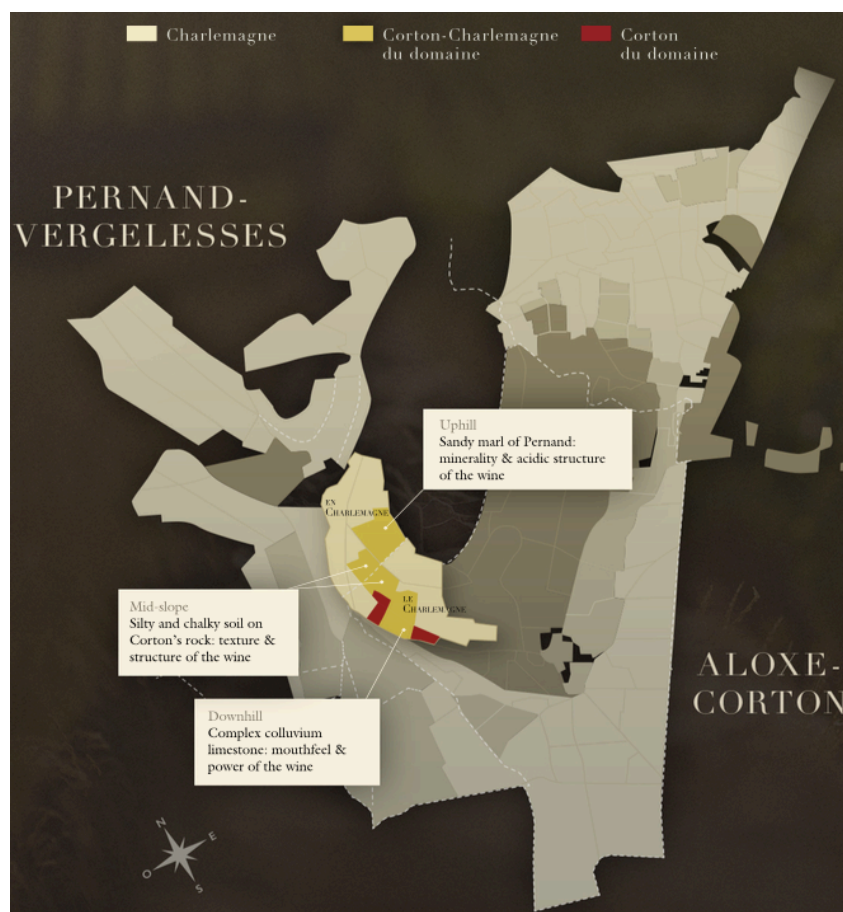 Charlemagne
Corton-Charlemagne
du domaine
Corton
du domaine
PERNAND-
VERGELESSES
Uphill
Sandy marl of Pernand:
minerality & acidic structure
of the wine
EN
CHARLEMAGNE
Mid-slope
Silty and chalky soil on
Corton's rock: texture &
structure of the wine
LE
CHARLEMAGNE
ALOXE-
CORTON
Downhill
Complex colluvium
limestone: mouthfeel &
power of the wine
N
E
O
S